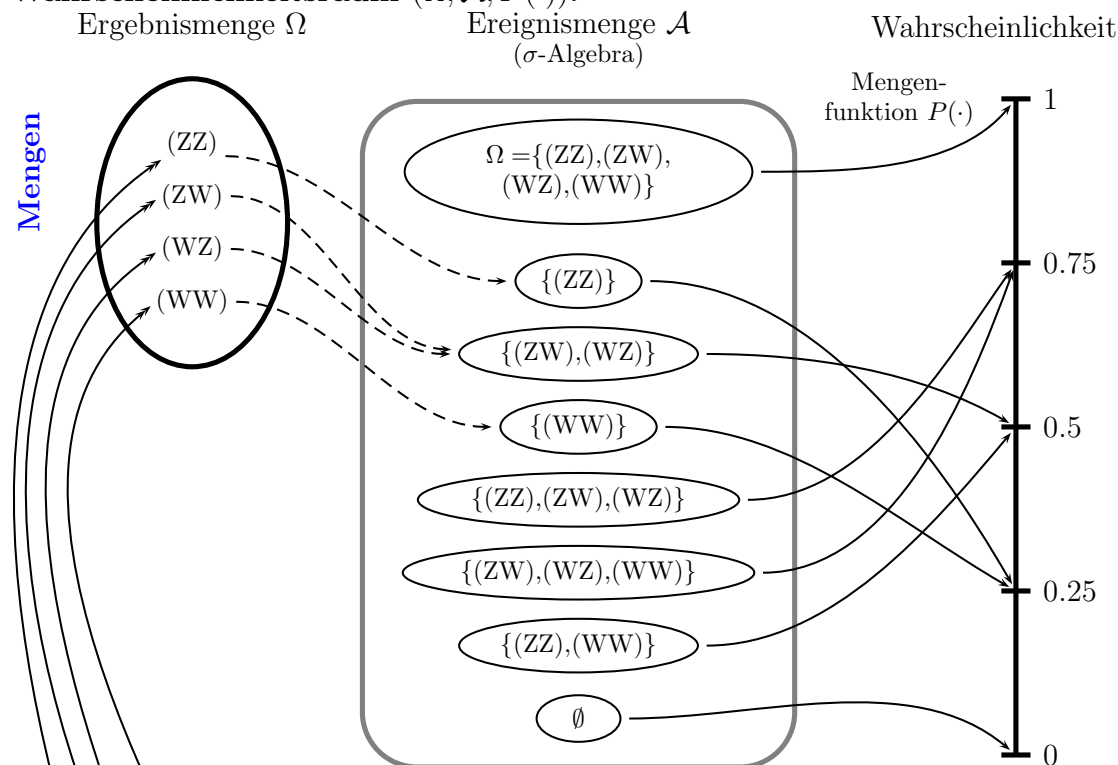 Wahrscheinlichkeitsraum
Ergebnismenge Ω
Ereignismenge 𝒜
(σ-Algebra)
Wahrscheinlichkeit
Mengen
Mengen-
funktion P(·)
(ZZ)
(ZW)
(WZ)
(WW)
Ω ={(ZZ),(ZW),
(WZ),(WW)}
{(ZZ)}
{(ZW),(WZ)}
{(WW)}
{(ZZ),(ZW),(WZ)}
{(ZW),(WZ),(WW)}
{(ZZ),(WW)}
∅
1
0.75
0.5
0.25
0